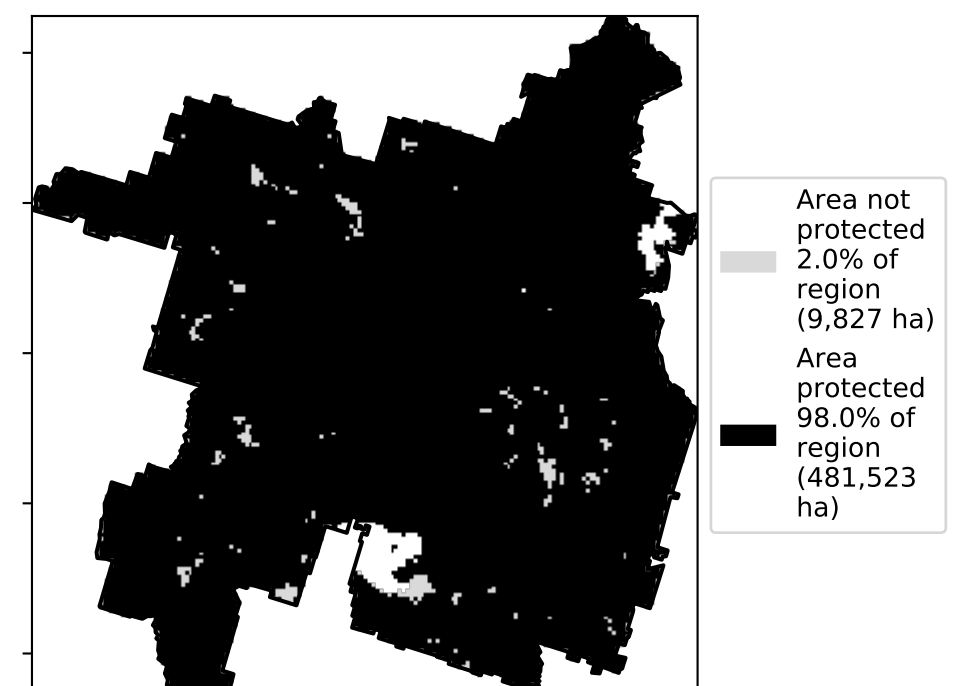 Area not
protected
2.0% of
region
(9,827 ha)
Area
protected
98.0% of
region
(481,523
ha)